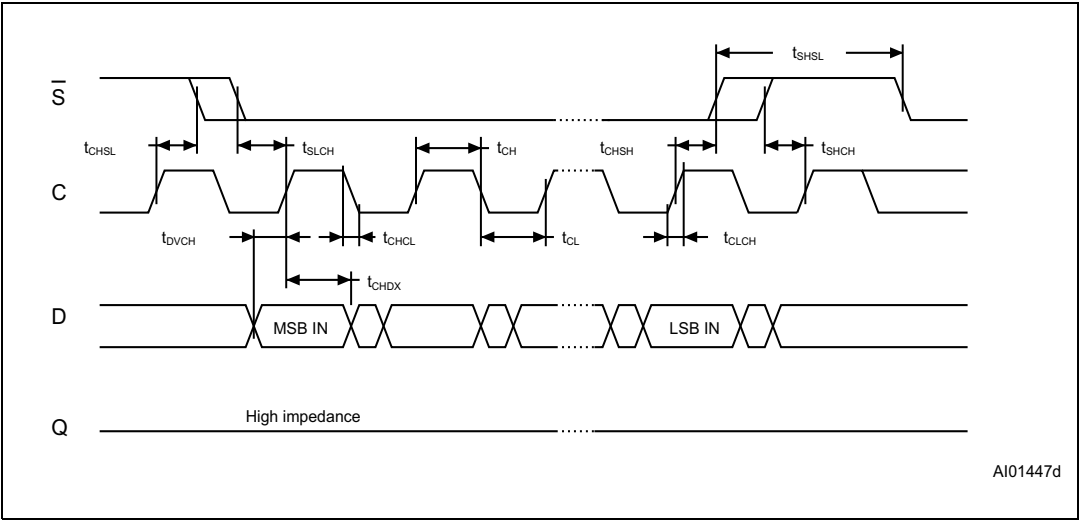 tSHSL
S̅
tCHSL
tSLCH
tCH
tCHSH
tSHCH
C
tDVCH
tCHCL
tCL
tCLCH
tCHDX
D
MSB IN
LSB IN
High impedance
Q
AI01447d